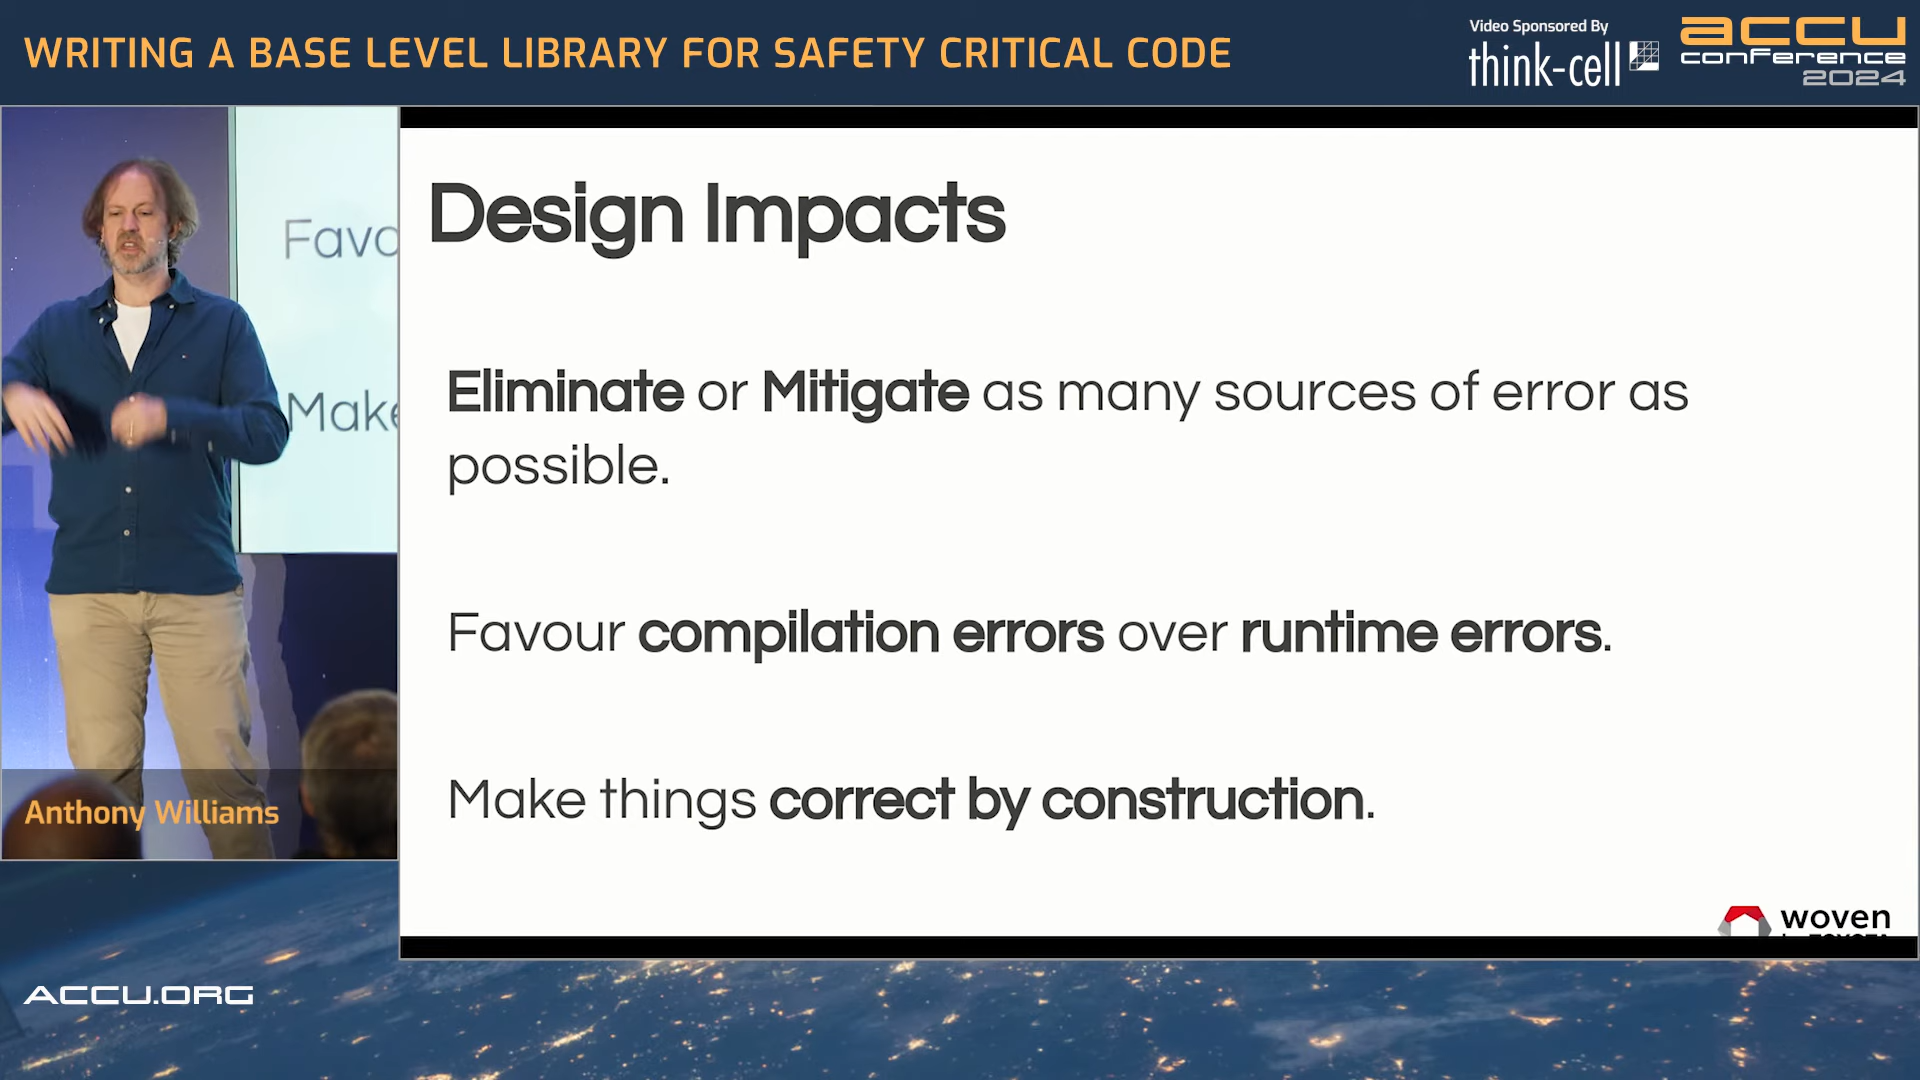 WRITING A BASE LEVEL LIBRARY FOR SAFETY CRITICAL CODE
Video Sponsored By
think-cell
accu
conference
2024
Favo
Make
Design Impacts
Eliminate or Mitigate as many sources of error as
possible.
Favour compilation errors over runtime errors.
Make things correct by construction.
woven
Anthony Williams
ACCU.ORG